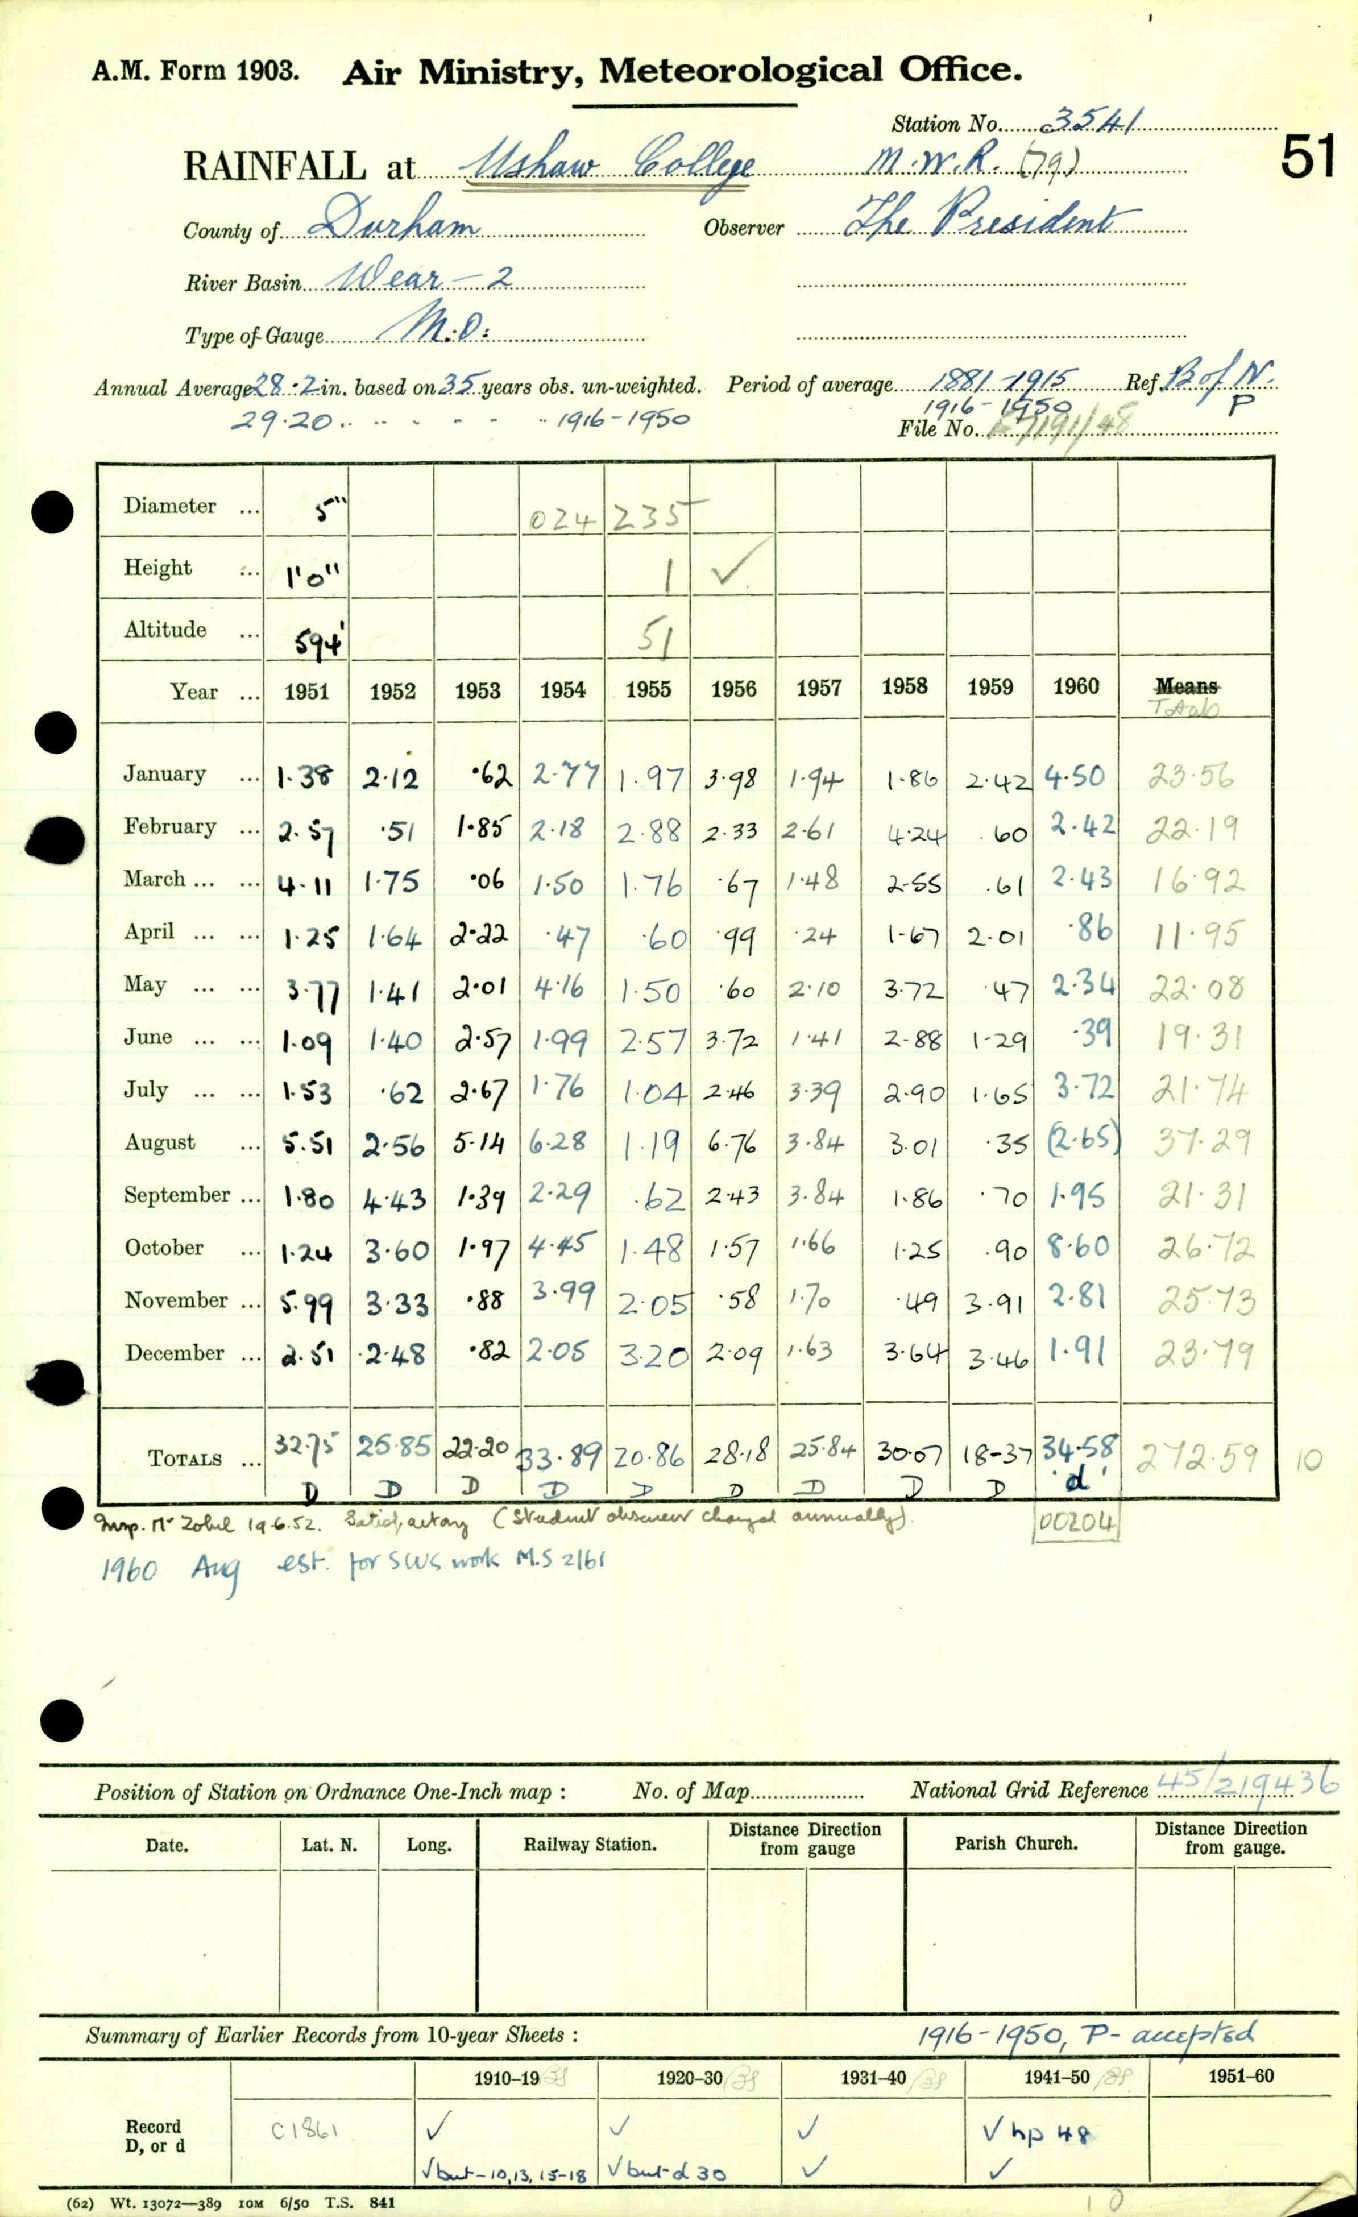 A.M. Form 1903. Air Ministry, Meteorological Office.
Station No. 3541
RAINFALL at Ushaw College M.W.R. (79) 51
County of Durham Observer The President
River Basin Wear - 2
Type of Gauge M.O.
Annual Average 28.2 in. based on 35 years obs. un-weighted. Period of average 1881-1915 Ref. B of N.
29.20 .. .. - - - .. 1916-1950 1916-1950 P
File No.
Diameter ... 5" 024 235
Height ... 1'0" 1 ✓
Altitude ... 594' 51
Year ... 1951 1952 1953 1954 1955 1956 1957 1958 1959 1960 Means
Totals
January ... 1.38 2.12 .62 2.77 1.97 3.98 1.94 1.86 2.42 4.50 23.56
February ... 2.57 .51 1.85 2.18 2.88 2.33 2.61 4.24 .60 2.42 22.19
March ... ... 4.11 1.75 .06 1.50 1.76 .67 1.48 2.55 .61 2.43 16.92
April ... ... 1.25 1.64 2.22 .47 .60 .99 .24 1.67 2.01 .86 11.95
May ... ... 3.77 1.41 2.01 4.16 1.50 .60 2.10 3.72 .47 2.34 22.08
June ... ... 1.09 1.40 2.57 1.99 2.57 3.72 1.41 2.88 1.29 .39 19.31
July ... ... 1.53 .62 2.67 1.76 1.04 2.46 3.39 2.90 1.65 3.72 21.74
August ... 5.51 2.56 5.14 6.28 1.19 6.76 3.84 3.01 .35 (2.65) 37.29
September ... 1.80 4.43 1.39 2.29 .62 2.43 3.84 1.86 .70 1.95 21.31
October ... 1.24 3.60 1.97 4.45 1.48 1.57 1.66 1.25 .90 8.60 26.72
November ... 5.99 3.33 .88 3.99 2.05 .58 1.70 .49 3.91 2.81 25.73
December ... 2.51 2.48 .82 2.05 3.20 2.09 1.63 3.64 3.46 1.91 23.79
TOTALS ... 32.75 25.85 22.20 33.89 20.86 28.18 25.84 30.07 18-37 34.58 272.59 10
D D D D D D D D D 'd'
Insp. Mr 19.6.52. Satisfactory (Student observer changed annually). 00204
1960 Aug est. for SWS work M.S 2/61
Position of Station on Ordnance One-Inch map : No. of Map National Grid Reference 45/219436
Date. Lat. N. Long. Railway Station. Distance Direction from gauge Parish Church. Distance Direction from gauge.
Summary of Earlier Records from 10-year Sheets : 1916-1950, P- accepted
1910-19 1920-30 1931-40 1941-50 1951-60
Record D, or d C1861 ✓ ✓ ✓ ✓ hp 48
✓ but - 10, 13, 15-18 ✓ but d 30 ✓ ✓
(62) Wt. 13072—389 10M 6/50 T.S. 841
10